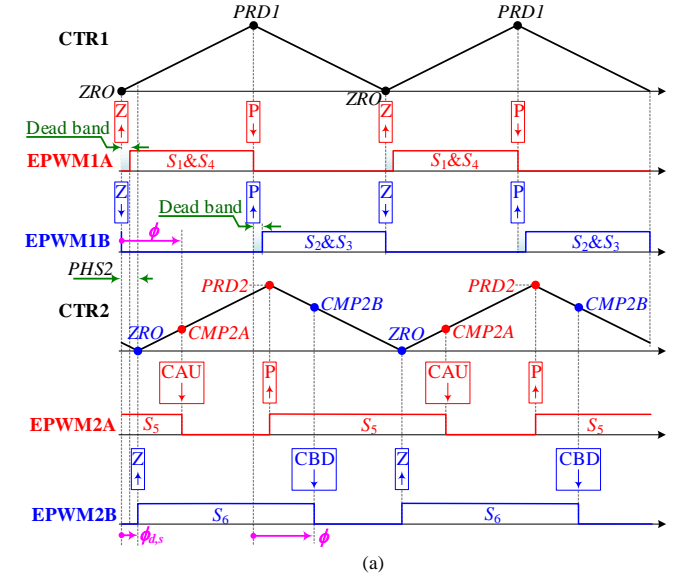 PRD1 PRD1
CTR1
ZRO ZRO
Z P Z P
Dead band
EPWM1A S1&S4 S1&S4
Z P Z P
Dead band
ϕ
EPWM1B S2&S3 S2&S3
PHS2
PRD2 PRD2
CTR2
ZRO CMP2A CMP2B ZRO CMP2A CMP2B
CAU P CAU P
EPWM2A S5 S5 S5
Z CBD Z CBD
EPWM2B S6 S6
ϕd,s ϕ
(a)